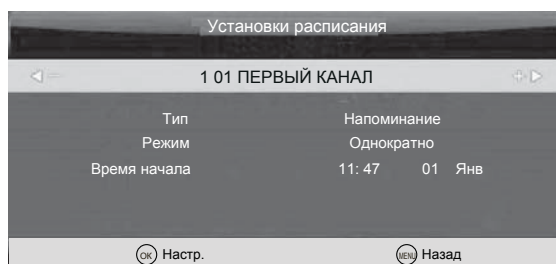 Установки расписания
1 01 ПЕРВЫЙ КАНАЛ
Тип Напоминание
Режим Однократно
Время начала 11: 47 01 Янв
OK Настр. MENU Назад